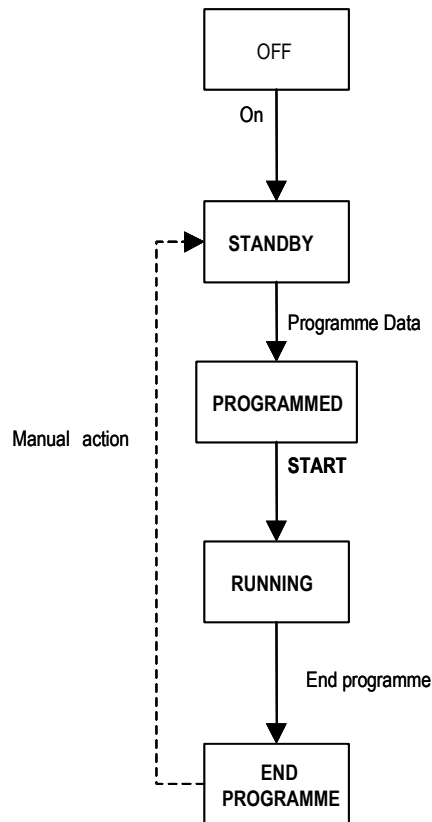 OFF
On
STANDBY
Programme Data
PROGRAMMED
Manual action
START
RUNNING
End programme
END
PROGRAMME